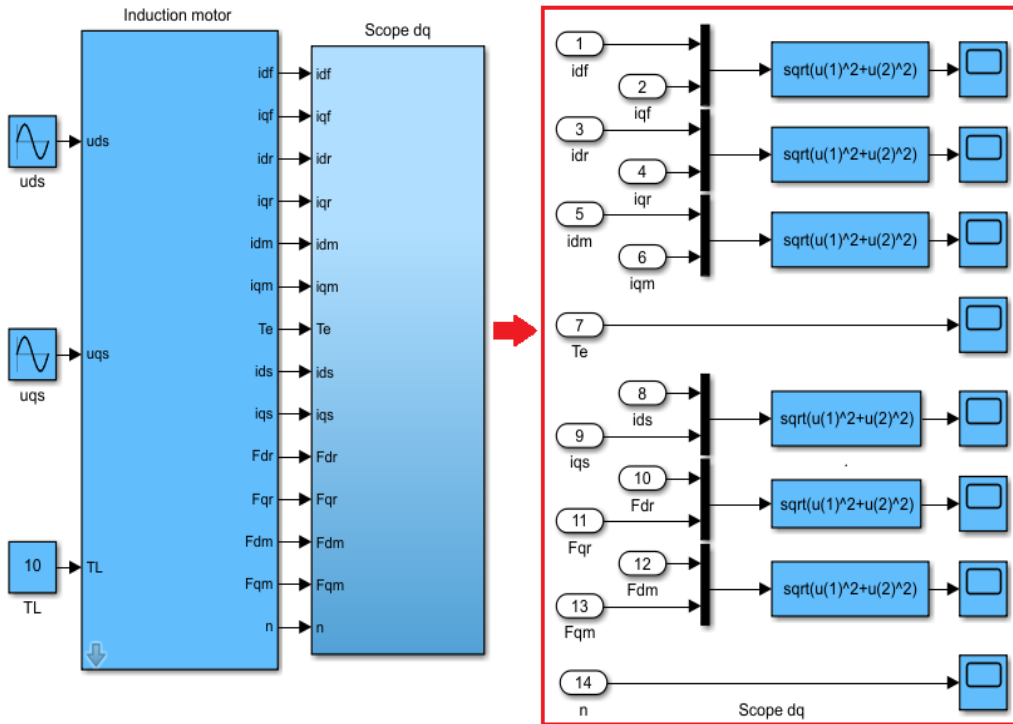 Induction motor
uds
uqs
TL
idf
iqf
idr
iqr
idm
iqm
Te
ids
iqs
Fdr
Fqr
Fdm
Fqm
n
uds
uqs
10
TL
Scope dq
idf
iqf
idr
iqr
idm
iqm
Te
ids
iqs
Fdr
Fqr
Fdm
Fqm
n
1
idf
2
iqf
sqrt(u(1)^2+u(2)^2)
3
idr
4
iqr
sqrt(u(1)^2+u(2)^2)
5
idm
6
iqm
sqrt(u(1)^2+u(2)^2)
7
Te
8
ids
9
iqs
sqrt(u(1)^2+u(2)^2)
.
10
Fdr
11
Fqr
sqrt(u(1)^2+u(2)^2)
12
Fdm
13
Fqm
sqrt(u(1)^2+u(2)^2)
14
n
Scope dq